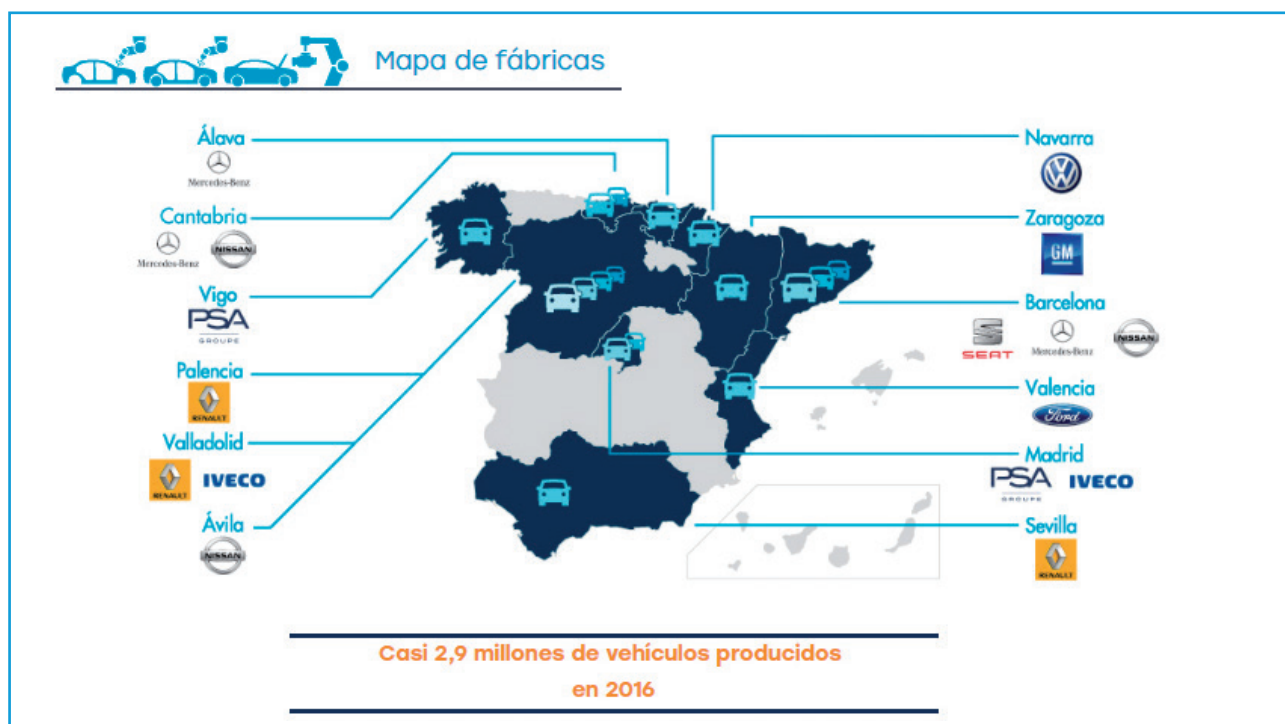 Mapa de fábricas
Álava
Mercedes-Benz
Cantabria
Mercedes-Benz NISSAN
Vigo
PSA
GROUPE
Palencia
RENAULT
Valladolid
RENAULT IVECO
Ávila
NISSAN
Navarra
VW
Zaragoza
GM
Barcelona
SEAT Mercedes-Benz NISSAN
Valencia
Ford
Madrid
PSA IVECO
GROUPE
Sevilla
RENAULT
Casi 2,9 millones de vehículos producidos
en 2016